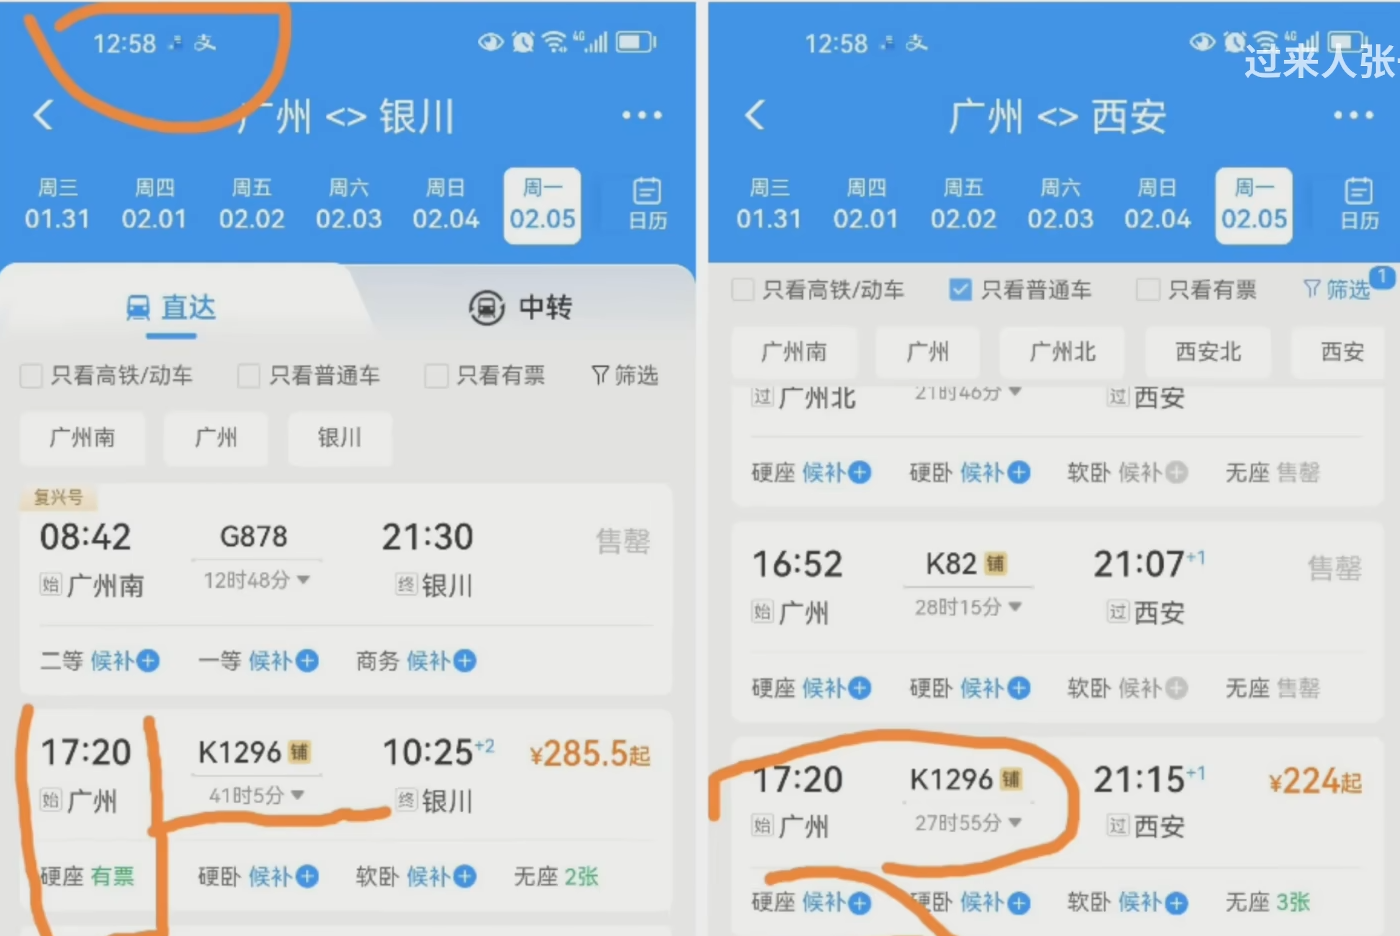 12:58 支
广州 <> 银川
周三 周四 周五 周六 周日 周一
01.31 02.01 02.02 02.03 02.04 02.05 日历
直达 中转
只看高铁/动车 只看普通车 只看有票 筛选
广州南 广州 银川
复兴号
08:42 G878 21:30 售罄
始 广州南 12时48分 终 银川
二等 候补 一等 候补 商务 候补
17:20 K1296 铺 10:25+2 ¥285.5起
始 广州 41时5分 终 银川
硬座 有票 硬卧 候补 软卧 候补 无座 2张
12:58 支 4G
过来人张
广州 <> 西安
周三 周四 周五 周六 周日 周一
01.31 02.01 02.02 02.03 02.04 02.05 日历
只看高铁/动车 只看普通车 只看有票 筛选 1
广州南 广州 广州北 西安北 西安
过 广州北 21时46分 过 西安
硬座 候补 硬卧 候补 软卧 候补 无座 售罄
16:52 K82 铺 21:07+1 售罄
始 广州 28时15分 过 西安
硬座 候补 硬卧 候补 软卧 候补 无座 售罄
17:20 K1296 铺 21:15+1 ¥224起
始 广州 27时55分 过 西安
硬座 候补 硬卧 候补 软卧 候补 无座 3张